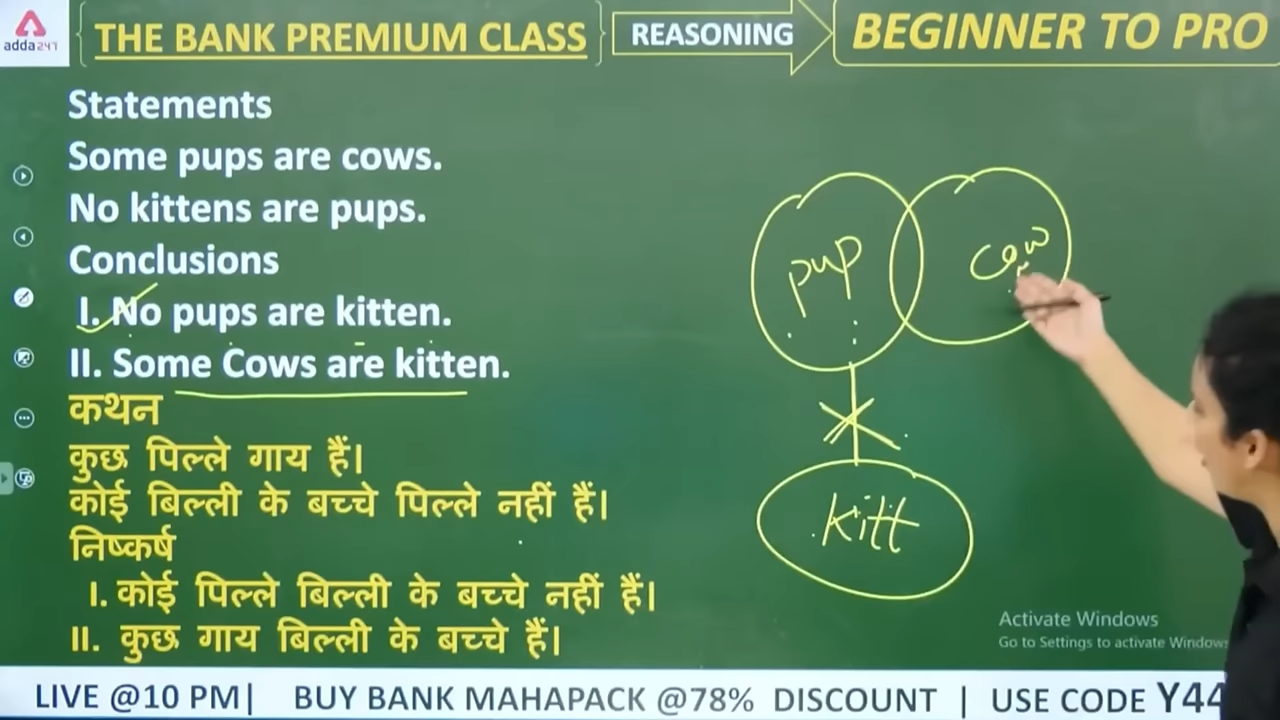 adda247
THE BANK PREMIUM CLASS
REASONING
BEGINNER TO PRO
Statements
Some pups are cows.
No kittens are pups.
Conclusions
I. No pups are kitten.
II. Some Cows are kitten.
कथन
कुछ पिल्ले गाय हैं।
कोई बिल्ली के बच्चे पिल्ले नहीं हैं।
निष्कर्ष
I. कोई पिल्ले बिल्ली के बच्चे नहीं हैं।
II. कुछ गाय बिल्ली के बच्चे हैं।
pup
cow
kitt
Activate Windows
Go to Settings to activate Windows
LIVE @10 PM| BUY BANK MAHAPACK @78% DISCOUNT | USE CODE Y44